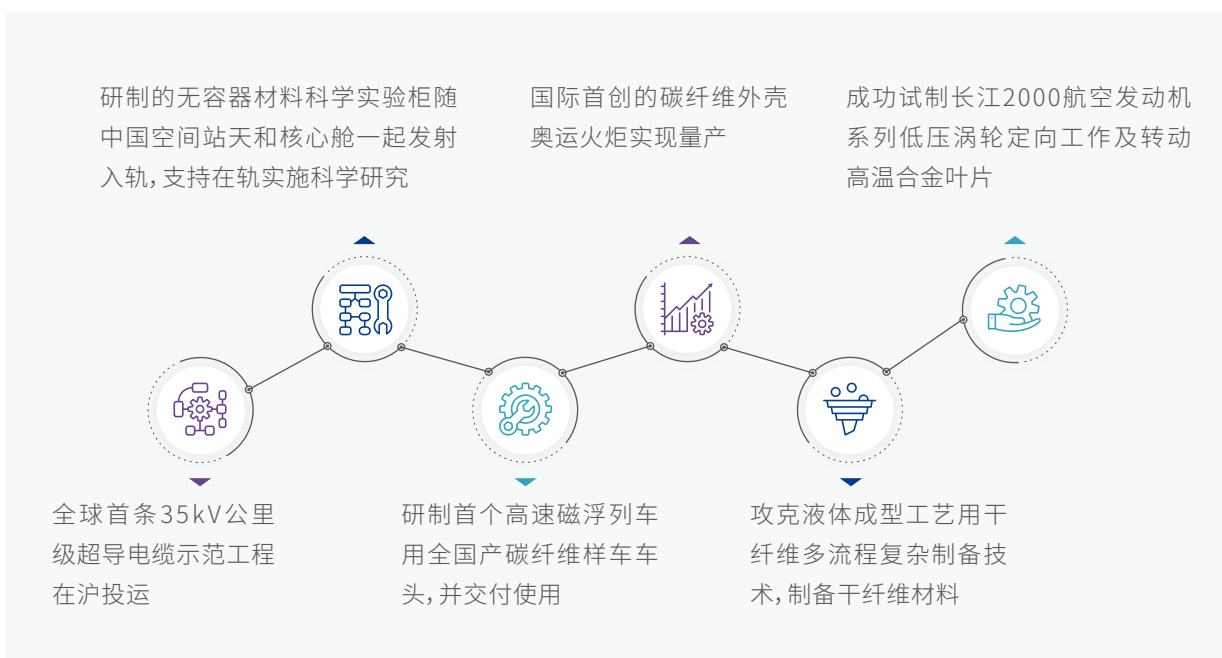 研制的无容器材料科学实验柜随
中国空间站天和核心舱一起发射
入轨,支持在轨实施科学研究
国际首创的碳纤维外壳
奥运火炬实现量产
成功试制长江2000航空发动机
系列低压涡轮定向工作及转动
高温合金叶片
全球首条35kV公里
级超导电缆示范工程
在沪投运
研制首个高速磁浮列车
用全国产碳纤维样车车
头,并交付使用
攻克液体成型工艺用干
纤维多流程复杂制备技
术,制备干纤维材料